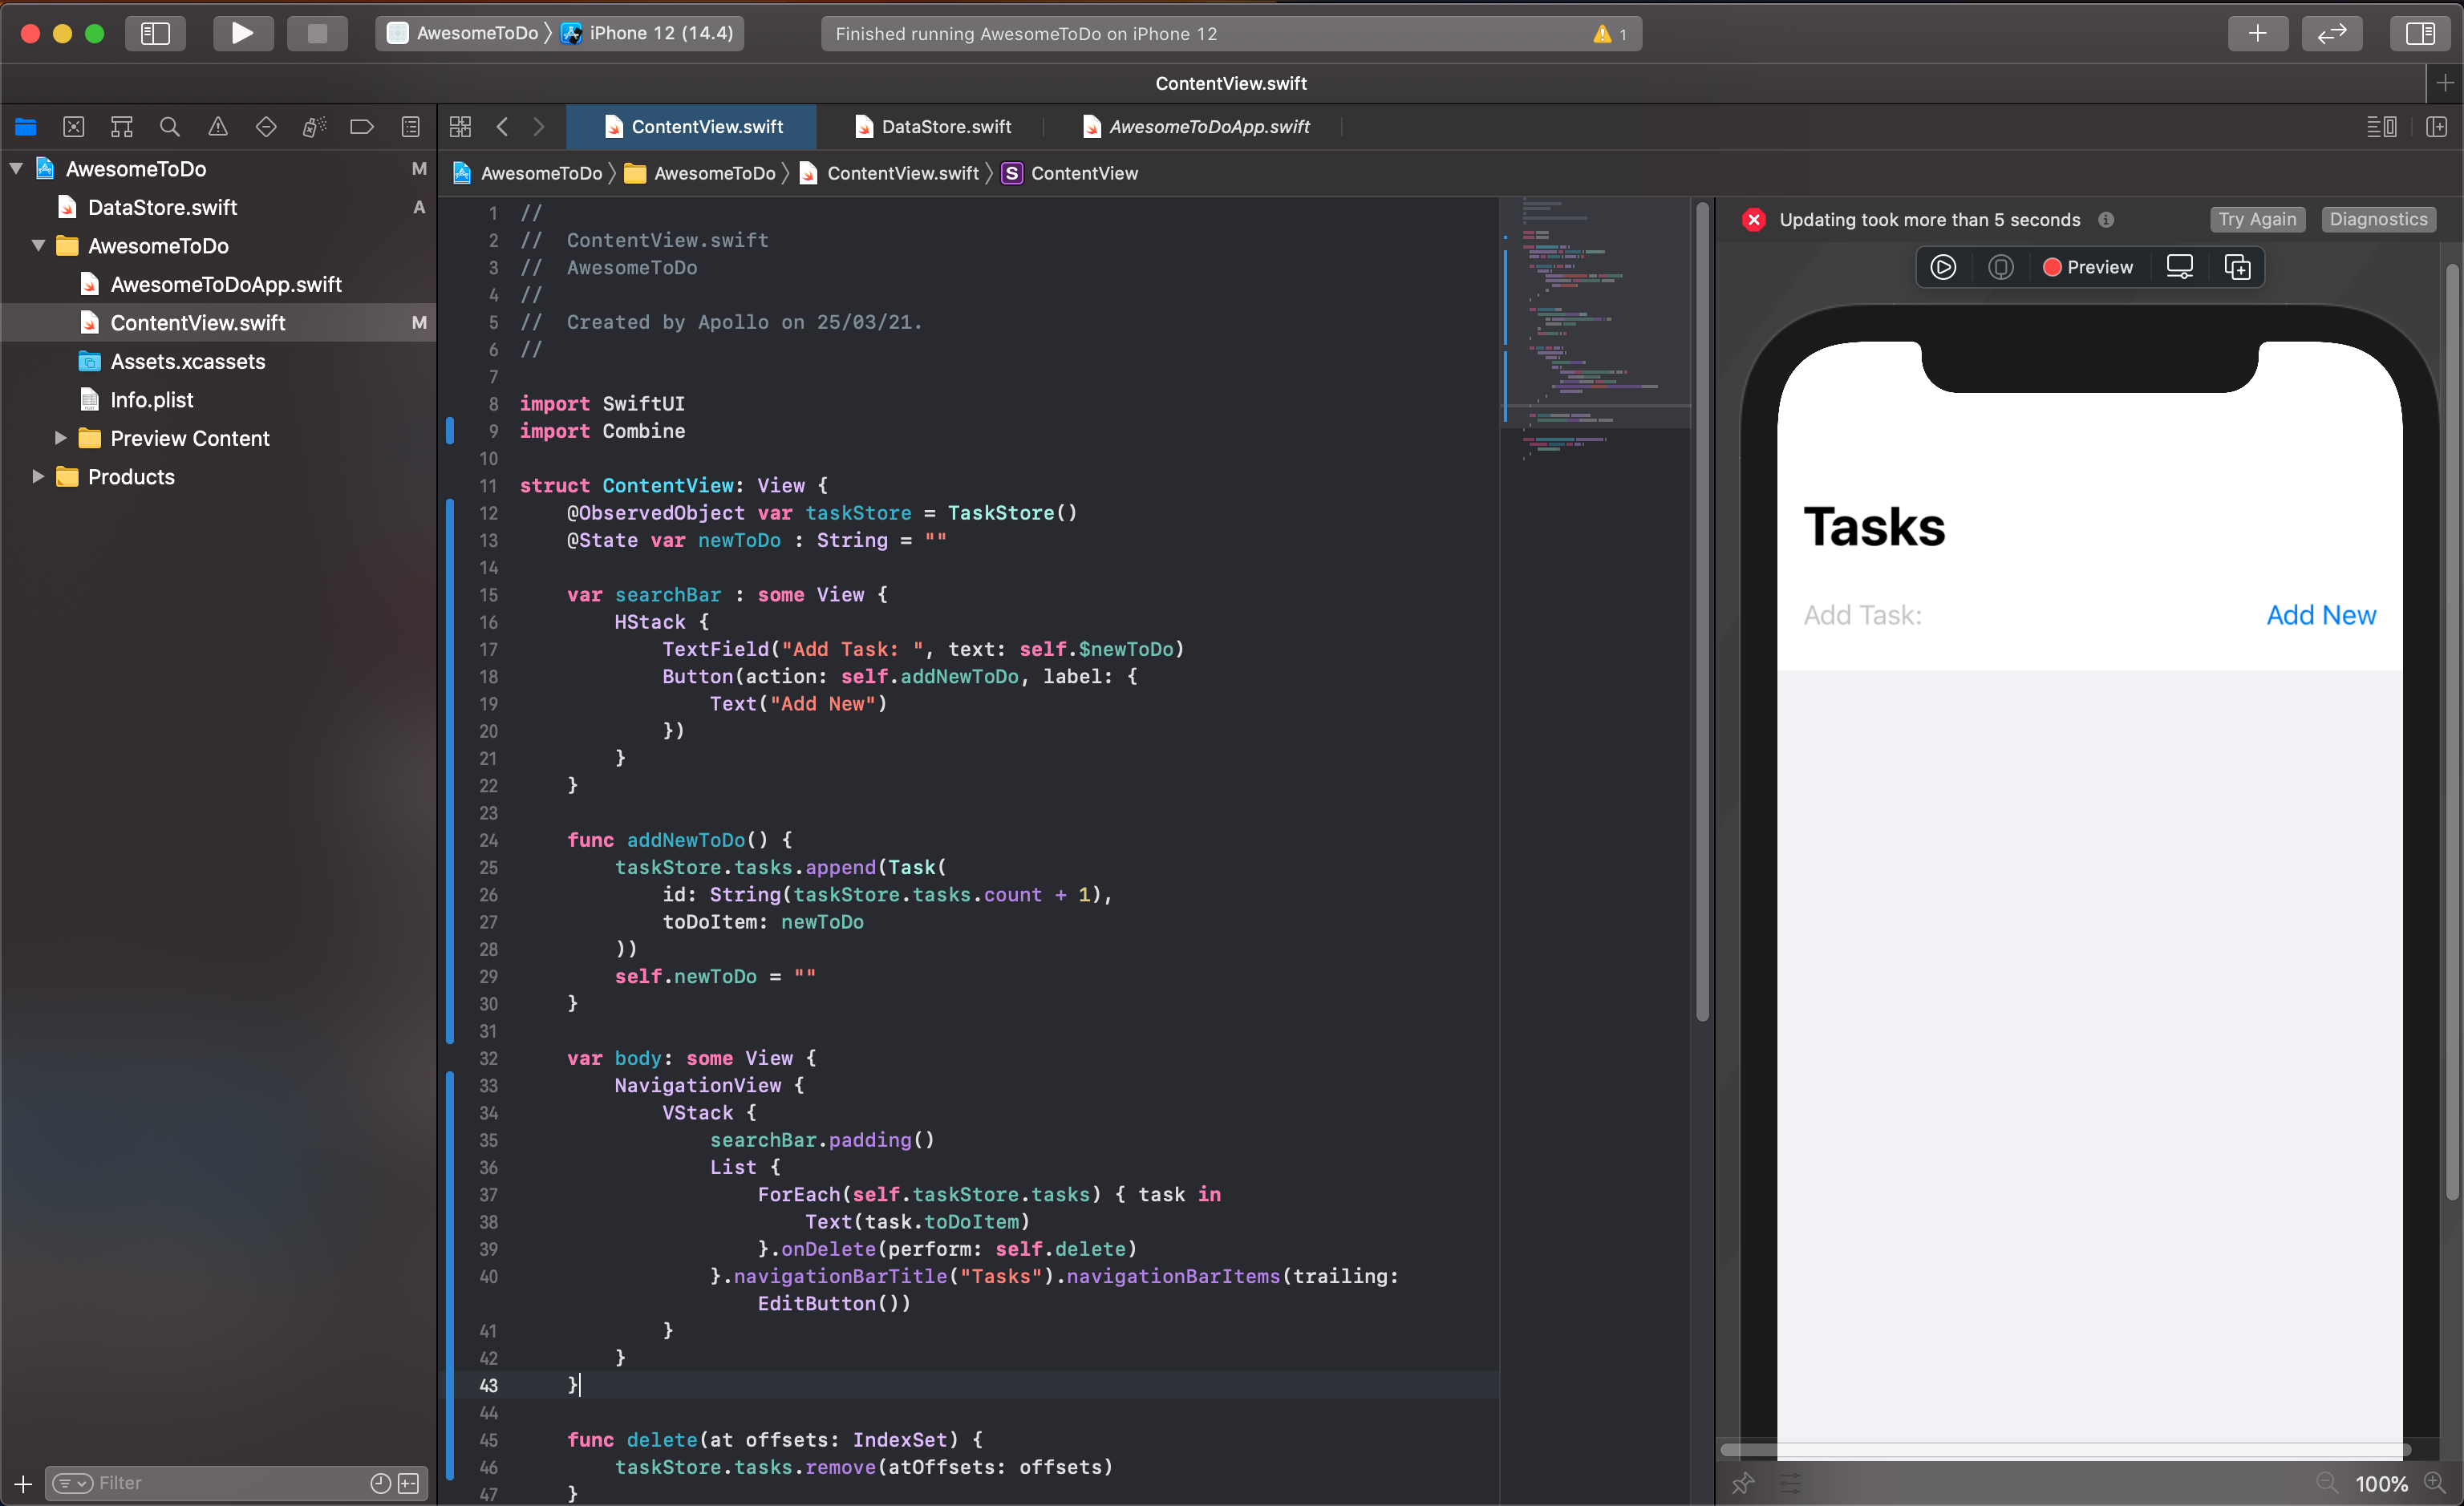 AwesomeToDo 〉 iPhone 12 (14.4)
Finished running AwesomeToDo on iPhone 12
1
ContentView.swift
ContentView.swift
DataStore.swift
AwesomeToDoApp.swift
AwesomeToDo M
DataStore.swift A
AwesomeToDo
AwesomeToDoApp.swift
ContentView.swift M
Assets.xcassets
Info.plist
Preview Content
Products
Filter
AwesomeToDo 〉 AwesomeToDo 〉 ContentView.swift 〉 S ContentView
1 //
2 //  ContentView.swift
3 //  AwesomeToDo
4 //
5 //  Created by Apollo on 25/03/21.
6 //
7
8 import SwiftUI
9 import Combine
10
11 struct ContentView: View {
12     @ObservedObject var taskStore = TaskStore()
13     @State var newToDo : String = ""
14
15     var searchBar : some View {
16         HStack {
17             TextField("Add Task: ", text: self.$newToDo)
18             Button(action: self.addNewToDo, label: {
19                 Text("Add New")
20             })
21         }
22     }
23
24     func addNewToDo() {
25         taskStore.tasks.append(Task(
26             id: String(taskStore.tasks.count + 1),
27             toDoItem: newToDo
28         ))
29         self.newToDo = ""
30     }
31
32     var body: some View {
33         NavigationView {
34             VStack {
35                 searchBar.padding()
36                 List {
37                     ForEach(self.taskStore.tasks) { task in
38                         Text(task.toDoItem)
39                     }.onDelete(perform: self.delete)
40                 }.navigationBarTitle("Tasks").navigationBarItems(trailing:
                    EditButton())
41             }
42         }
43     }
44
45     func delete(at offsets: IndexSet) {
46         taskStore.tasks.remove(atOffsets: offsets)
47     }
Updating took more than 5 seconds
Try Again
Diagnostics
Preview
Tasks
Add Task:
Add New
100%